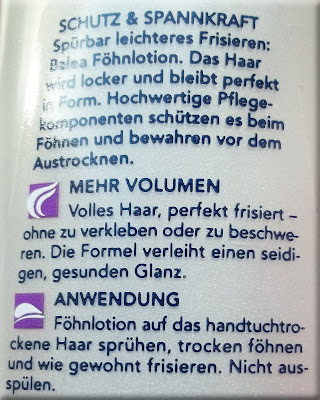 SCHUTZ & SPANNKRAFT
Spürbar leichteres Frisieren:
Balea Föhnlotion. Das Haar
wird locker und bleibt perfekt
in Form. Hochwertige Pflege-
komponenten schützen es beim
Föhnen und bewahren vor dem
Austrocknen.
MEHR VOLUMEN
Volles Haar, perfekt frisiert –
ohne zu verkleben oder zu beschwe-
ren. Die Formel verleiht einen seidi-
gen, gesunden Glanz.
ANWENDUNG
Föhnlotion auf das handtuchtro-
ckene Haar sprühen, trocken föhnen
und wie gewohnt frisieren. Nicht aus-
spülen.